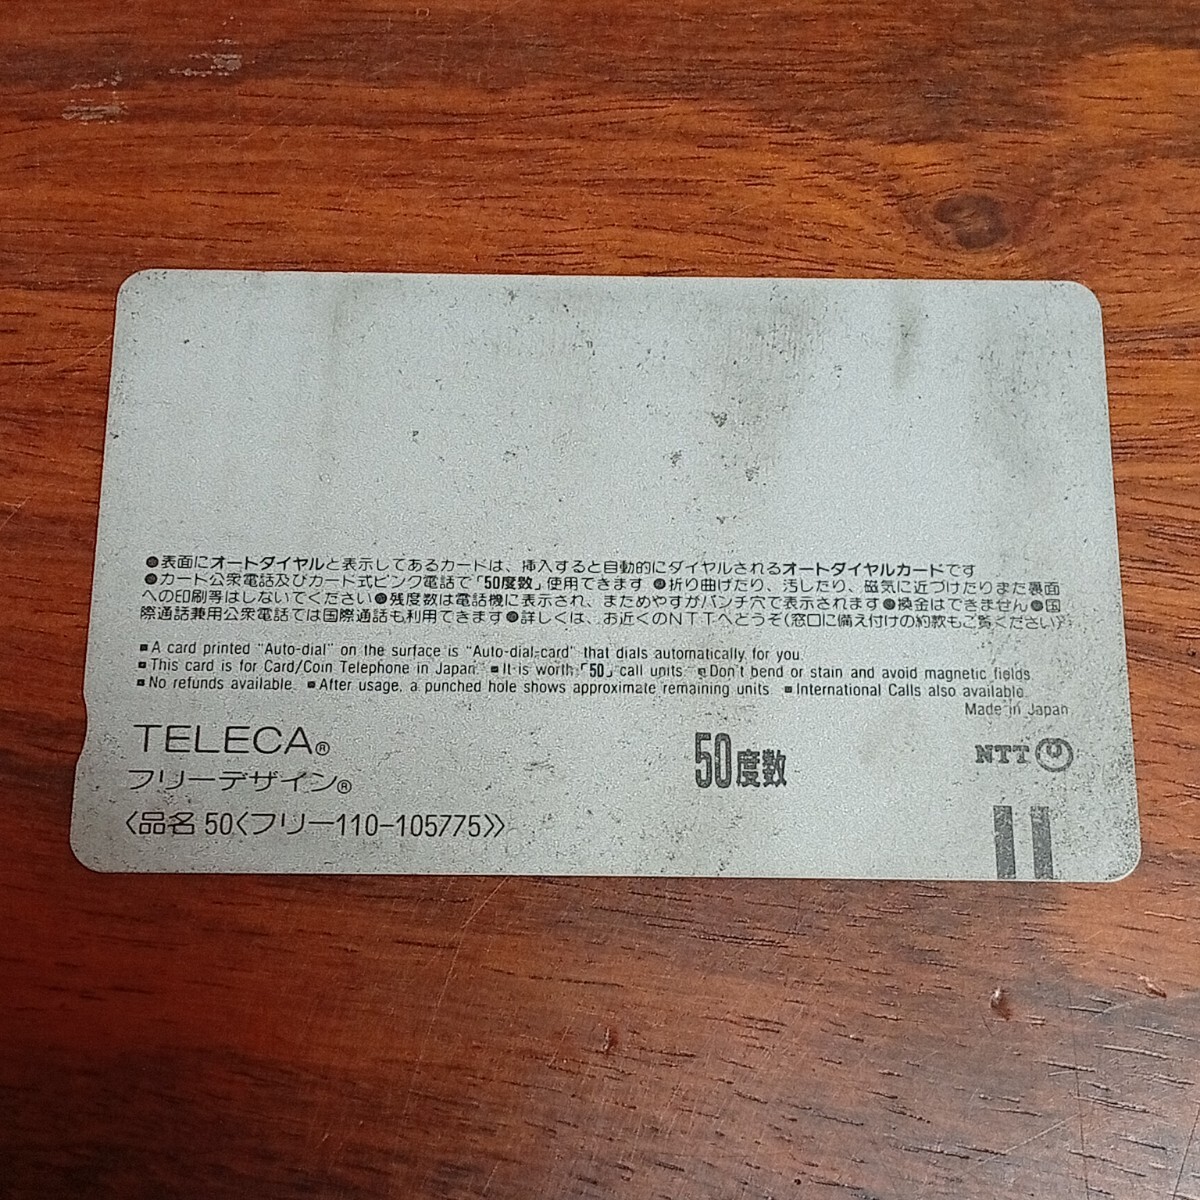 ●表面にオートダイヤルと表示してあるカードは、挿入すると自動的にダイヤルされるオートダイヤルカードです
●カード公衆電話及びカード式ピンク電話で「50度数」使用できます ●折り曲げたり、汚したり、磁気に近づけたりまた裏面
への印刷等はしないでください ●残度数は電話機に表示され、まためやすがパンチ穴で表示されます ●換金はできません ●国
際通話兼用公衆電話では国際通話も利用できます ●詳しくは、お近くのNTTへどうぞ(窓口に備え付けの約款もご覧ください)
■A card printed "Auto-dial" on the surface is "Auto-dial-card" that dials automatically for you.
■This card is for Card/Coin Telephone in Japan. ■It is worth「50」call units. ■Don't bend or stain and avoid magnetic fields.
■No refunds available. ■After usage, a punched hole shows approximate remaining units. ■International Calls also available.
Made in Japan
TELECA®
フリーデザイン®
50度数
NTT
〈品名 50〈フリー110-105775〉〉